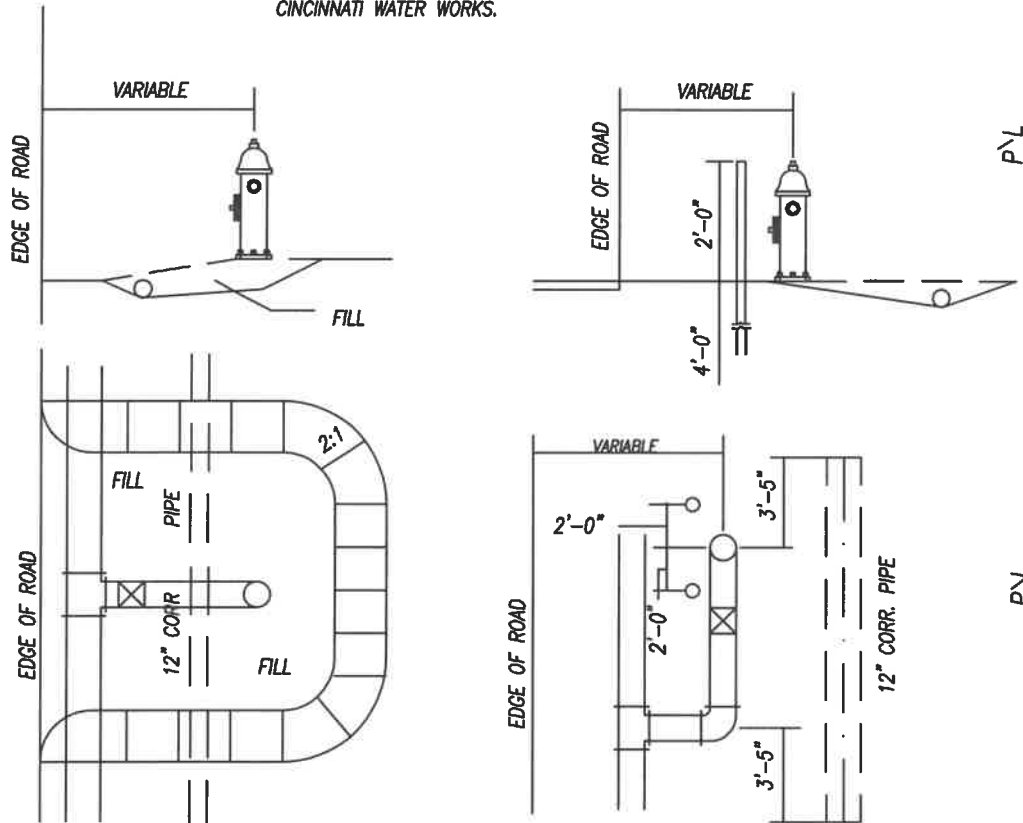 CINCINNATI WATER WORKS.
VARIABLE
EDGE OF ROAD
FILL
VARIABLE
EDGE OF ROAD
2'-0"
4'-0"
P\L
2:1
FILL
12" CORR PIPE
EDGE OF ROAD
FILL
VARIABLE
2'-0"
2'-0"
3'-5"
EDGE OF ROAD
12" CORR. PIPE
3'-5"
P\L